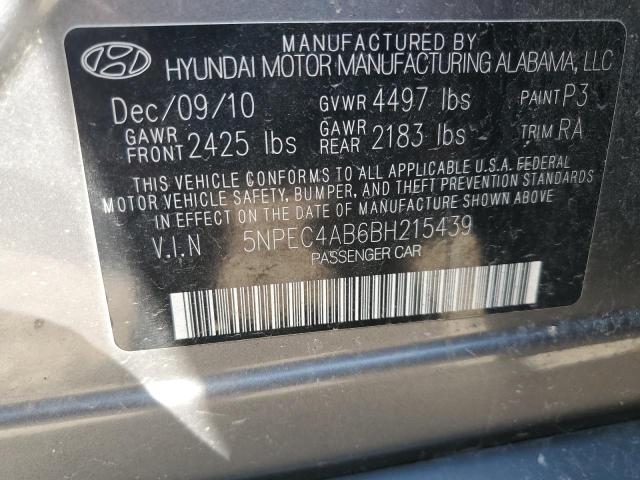 MANUFACTURED BY
HYUNDAI MOTOR MANUFACTURING ALABAMA, LLC
Dec/09/10 GVWR 4497 lbs PAINT P3
GAWR FRONT 2425 lbs GAWR REAR 2183 lbs TRIM RA
THIS VEHICLE CONFORMS TO ALL APPLICABLE U.S.A. FEDERAL
MOTOR VEHICLE SAFETY, BUMPER, AND THEFT PREVENTION STANDARDS
IN EFFECT ON THE DATE OF MANUFACTURE SHOWN ABOVE
V.I.N 5NPEC4AB6BH215439
PASSENGER CAR